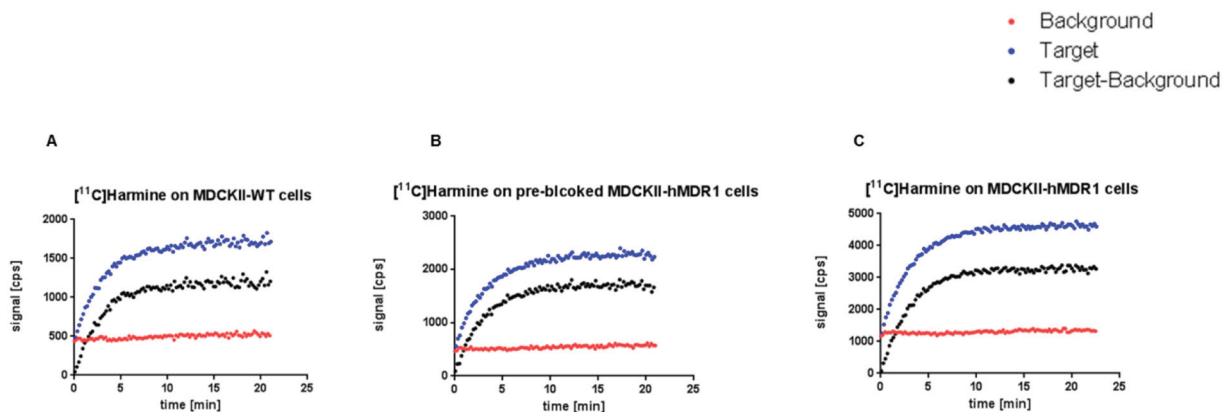 Background
Target
Target-Background
A
B
C
[¹¹C]Harmine on MDCKII-WT cells
[¹¹C]Harmine on pre-blcoked MDCKII-hMDR1 cells
[¹¹C]Harmine on MDCKII-hMDR1 cells
signal [cps]
2000
1500
1000
500
0
0 5 10 15 20 25
time [min]
signal [cps]
3000
2000
1000
0
0 5 10 15 20 25
time [min]
signal [cps]
5000
4000
3000
2000
1000
0
0 5 10 15 20 25
time [min]